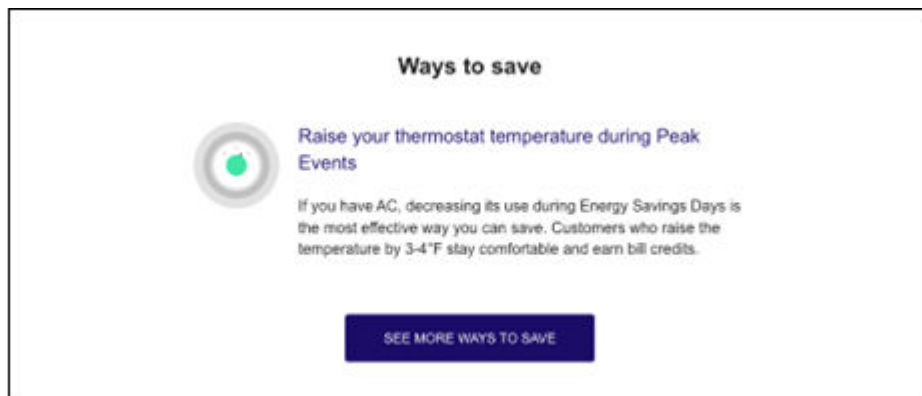 Ways to save
Raise your thermostat temperature during Peak
Events
If you have AC, decreasing its use during Energy Savings Days is
the most effective way you can save. Customers who raise the
temperature by 3-4°F stay comfortable and earn bill credits.
SEE MORE WAYS TO SAVE